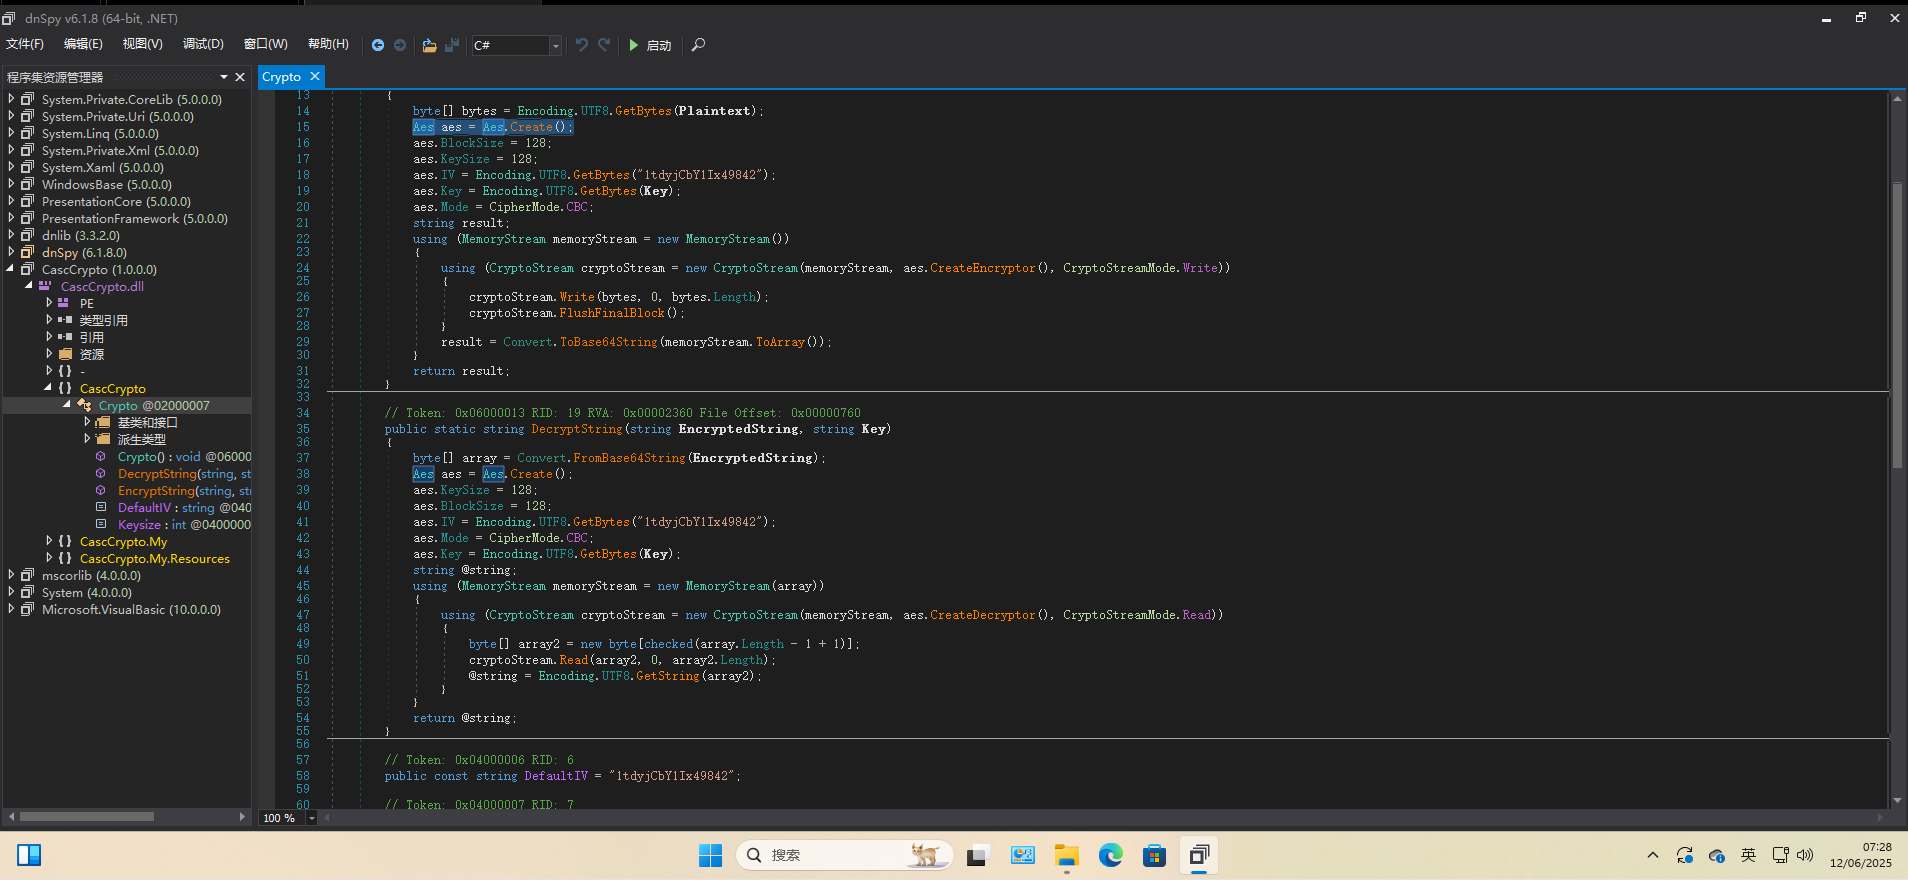 dnSpy v6.1.8 (64-bit, .NET)
文件(F) 编辑(E) 视图(V) 调试(D) 窗口(W) 帮助(H) C# 启动
程序集资源管理器
System.Private.CoreLib (5.0.0.0)
System.Private.Uri (5.0.0.0)
System.Linq (5.0.0.0)
System.Private.Xml (5.0.0.0)
System.Xaml (5.0.0.0)
WindowsBase (5.0.0.0)
PresentationCore (5.0.0.0)
PresentationFramework (5.0.0.0)
dnlib (3.3.2.0)
dnSpy (6.1.8.0)
CascCrypto (1.0.0.0)
CascCrypto.dll
PE
类型引用
引用
资源
{ } -
{ } CascCrypto
Crypto @02000007
基类和接口
派生类型
Crypto() : void @0600
DecryptString(string, st
EncryptString(string, str
DefaultIV : string @040
Keysize : int @0400000
{ } CascCrypto.My
{ } CascCrypto.My.Resources
mscorlib (4.0.0.0)
System (4.0.0.0)
Microsoft.VisualBasic (10.0.0.0)
Crypto
13 {
14 byte[] bytes = Encoding.UTF8.GetBytes(Plaintext);
15 Aes aes = Aes.Create();
16 aes.BlockSize = 128;
17 aes.KeySize = 128;
18 aes.IV = Encoding.UTF8.GetBytes("1tdyjCbY1Ix49842");
19 aes.Key = Encoding.UTF8.GetBytes(Key);
20 aes.Mode = CipherMode.CBC;
21 string result;
22 using (MemoryStream memoryStream = new MemoryStream())
23 {
24 using (CryptoStream cryptoStream = new CryptoStream(memoryStream, aes.CreateEncryptor(), CryptoStreamMode.Write))
25 {
26 cryptoStream.Write(bytes, 0, bytes.Length);
27 cryptoStream.FlushFinalBlock();
28 }
29 result = Convert.ToBase64String(memoryStream.ToArray());
30 }
31 return result;
32 }
33
34 // Token: 0x06000013 RID: 19 RVA: 0x00002360 File Offset: 0x00000760
35 public static string DecryptString(string EncryptedString, string Key)
36 {
37 byte[] array = Convert.FromBase64String(EncryptedString);
38 Aes aes = Aes.Create();
39 aes.KeySize = 128;
40 aes.BlockSize = 128;
41 aes.IV = Encoding.UTF8.GetBytes("1tdyjCbY1Ix49842");
42 aes.Mode = CipherMode.CBC;
43 aes.Key = Encoding.UTF8.GetBytes(Key);
44 string @string;
45 using (MemoryStream memoryStream = new MemoryStream(array))
46 {
47 using (CryptoStream cryptoStream = new CryptoStream(memoryStream, aes.CreateDecryptor(), CryptoStreamMode.Read))
48 {
49 byte[] array2 = new byte[checked(array.Length - 1 + 1)];
50 cryptoStream.Read(array2, 0, array2.Length);
51 @string = Encoding.UTF8.GetString(array2);
52 }
53 }
54 return @string;
55 }
56
57 // Token: 0x04000006 RID: 6
58 public const string DefaultIV = "1tdyjCbY1Ix49842";
59
60 // Token: 0x04000007 RID: 7
100 %
搜索
英
07:28
12/06/2025